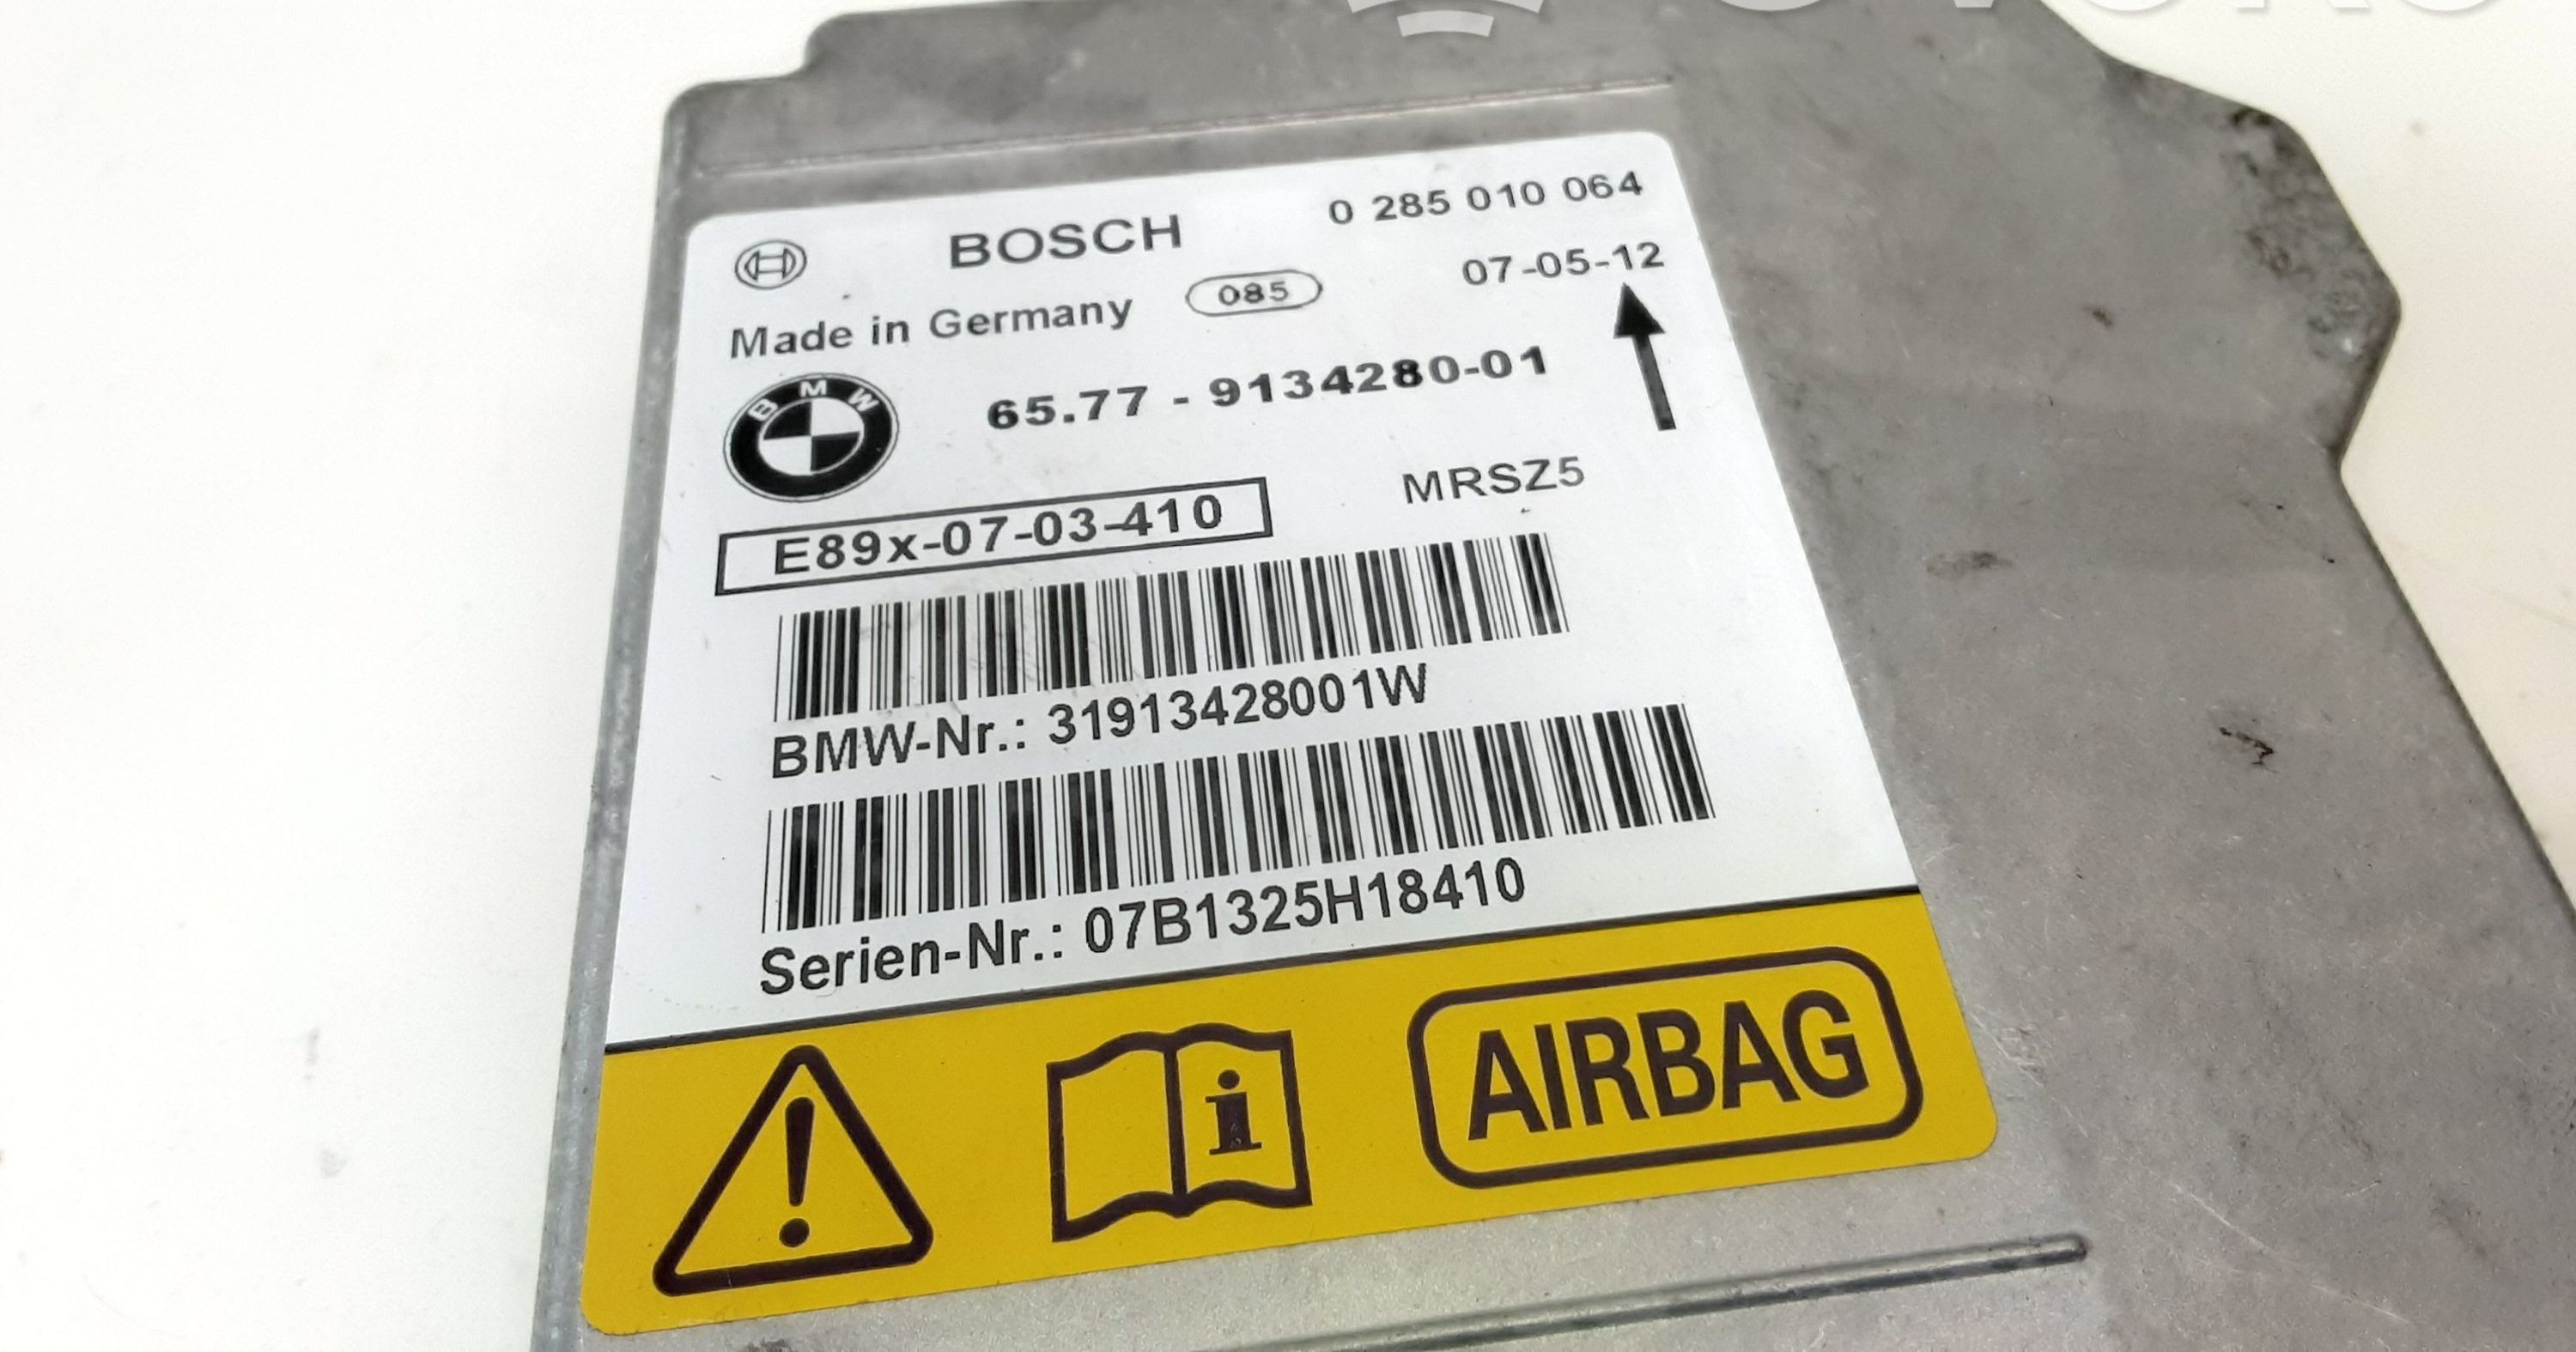 BOSCH 0 285 010 064
07-05-12
Made in Germany 085
BMW
65.77 - 9134280-01
MRSZ5
E89x-07-03-410
BMW-Nr.: 31913428001W
Serien-Nr.: 07B1325H18410
! i AIRBAG